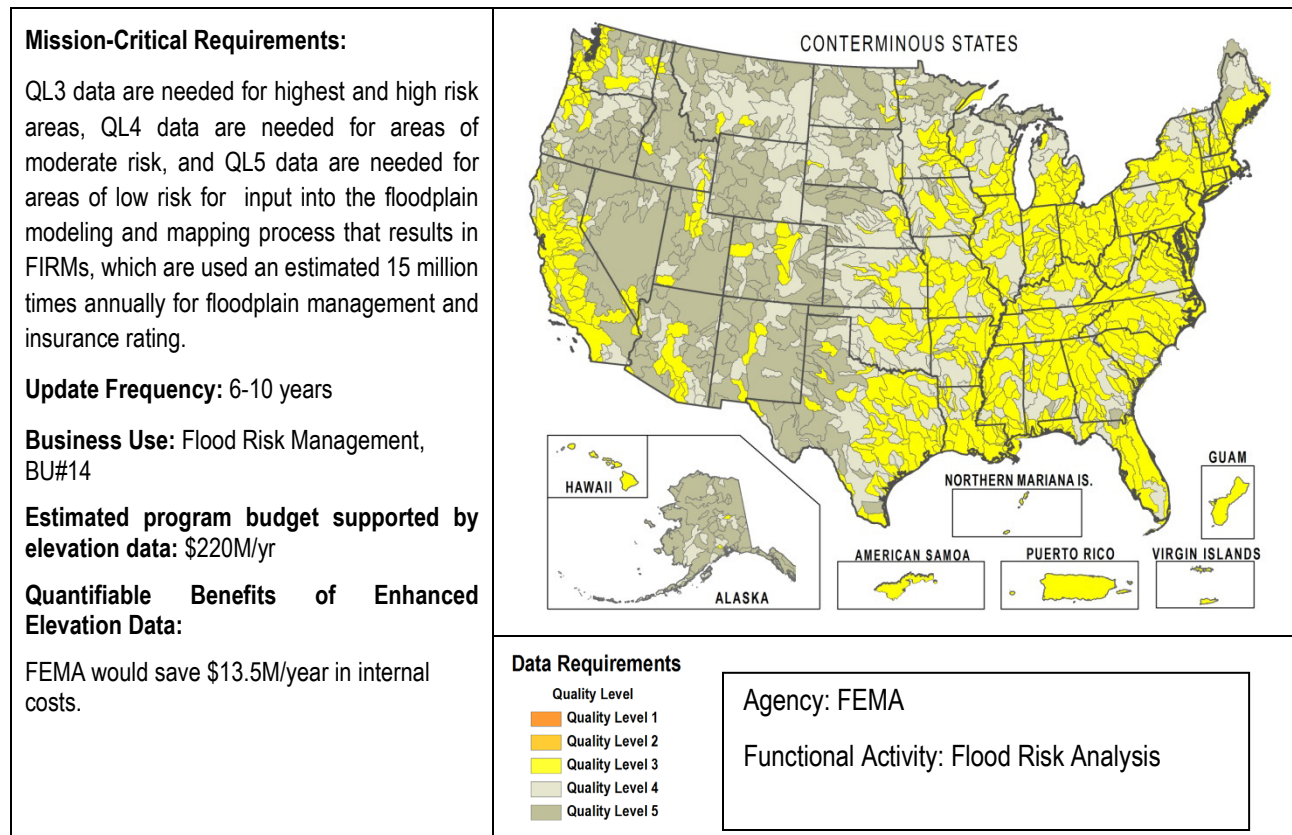 Mission-Critical Requirements:
QL3 data are needed for highest and high risk
areas, QL4 data are needed for areas of
moderate risk, and QL5 data are needed for
areas of low risk for input into the floodplain
modeling and mapping process that results in
FIRMs, which are used an estimated 15 million
times annually for floodplain management and
insurance rating.
Update Frequency: 6-10 years
Business Use: Flood Risk Management,
BU#14
Estimated program budget supported by
elevation data: $220M/yr
Quantifiable Benefits of Enhanced
Elevation Data:
FEMA would save $13.5M/year in internal
costs.
CONTERMINOUS STATES
HAWAII
ALASKA
NORTHERN MARIANA IS.
GUAM
AMERICAN SAMOA
PUERTO RICO
VIRGIN ISLANDS
Data Requirements
Quality Level
Quality Level 1
Quality Level 2
Quality Level 3
Quality Level 4
Quality Level 5
Agency: FEMA
Functional Activity: Flood Risk Analysis